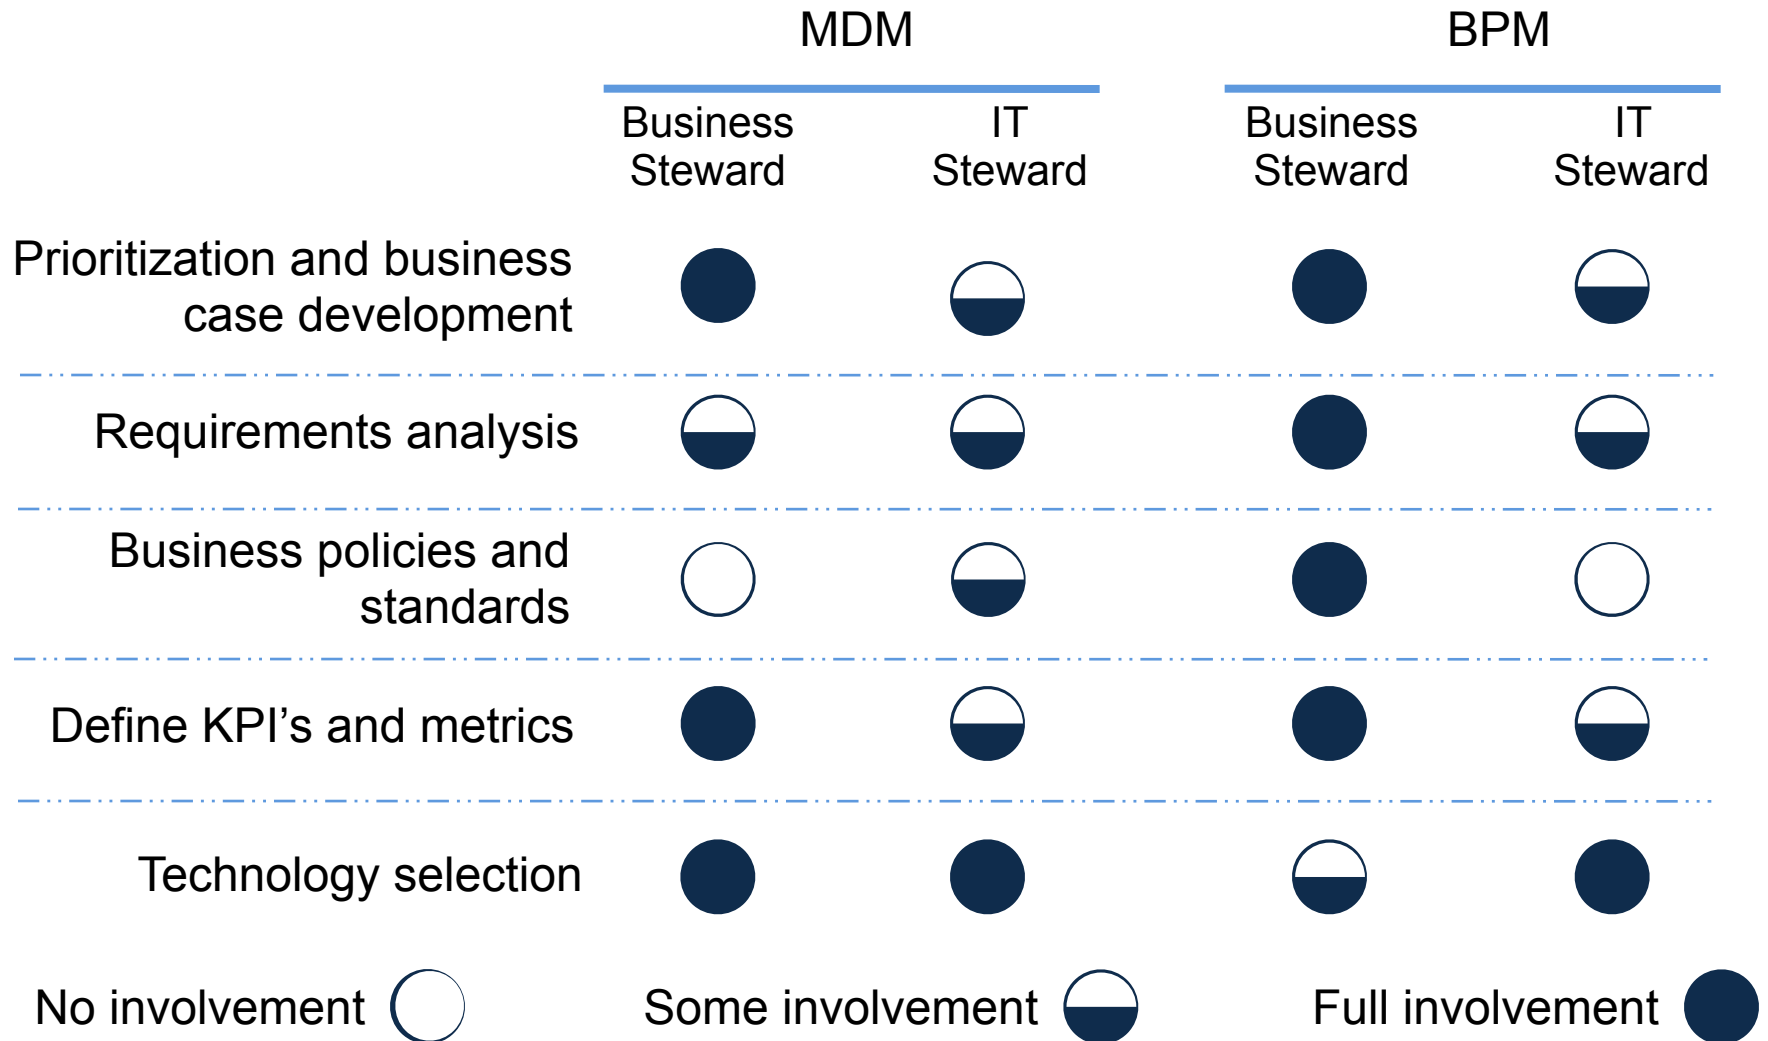 MDM
BPM
Business
Steward
IT
Steward
Business
Steward
IT
Steward
Prioritization and business
case development
Requirements analysis
Business policies and
standards
Define KPI’s and metrics
Technology selection
No involvement
Some involvement
Full involvement